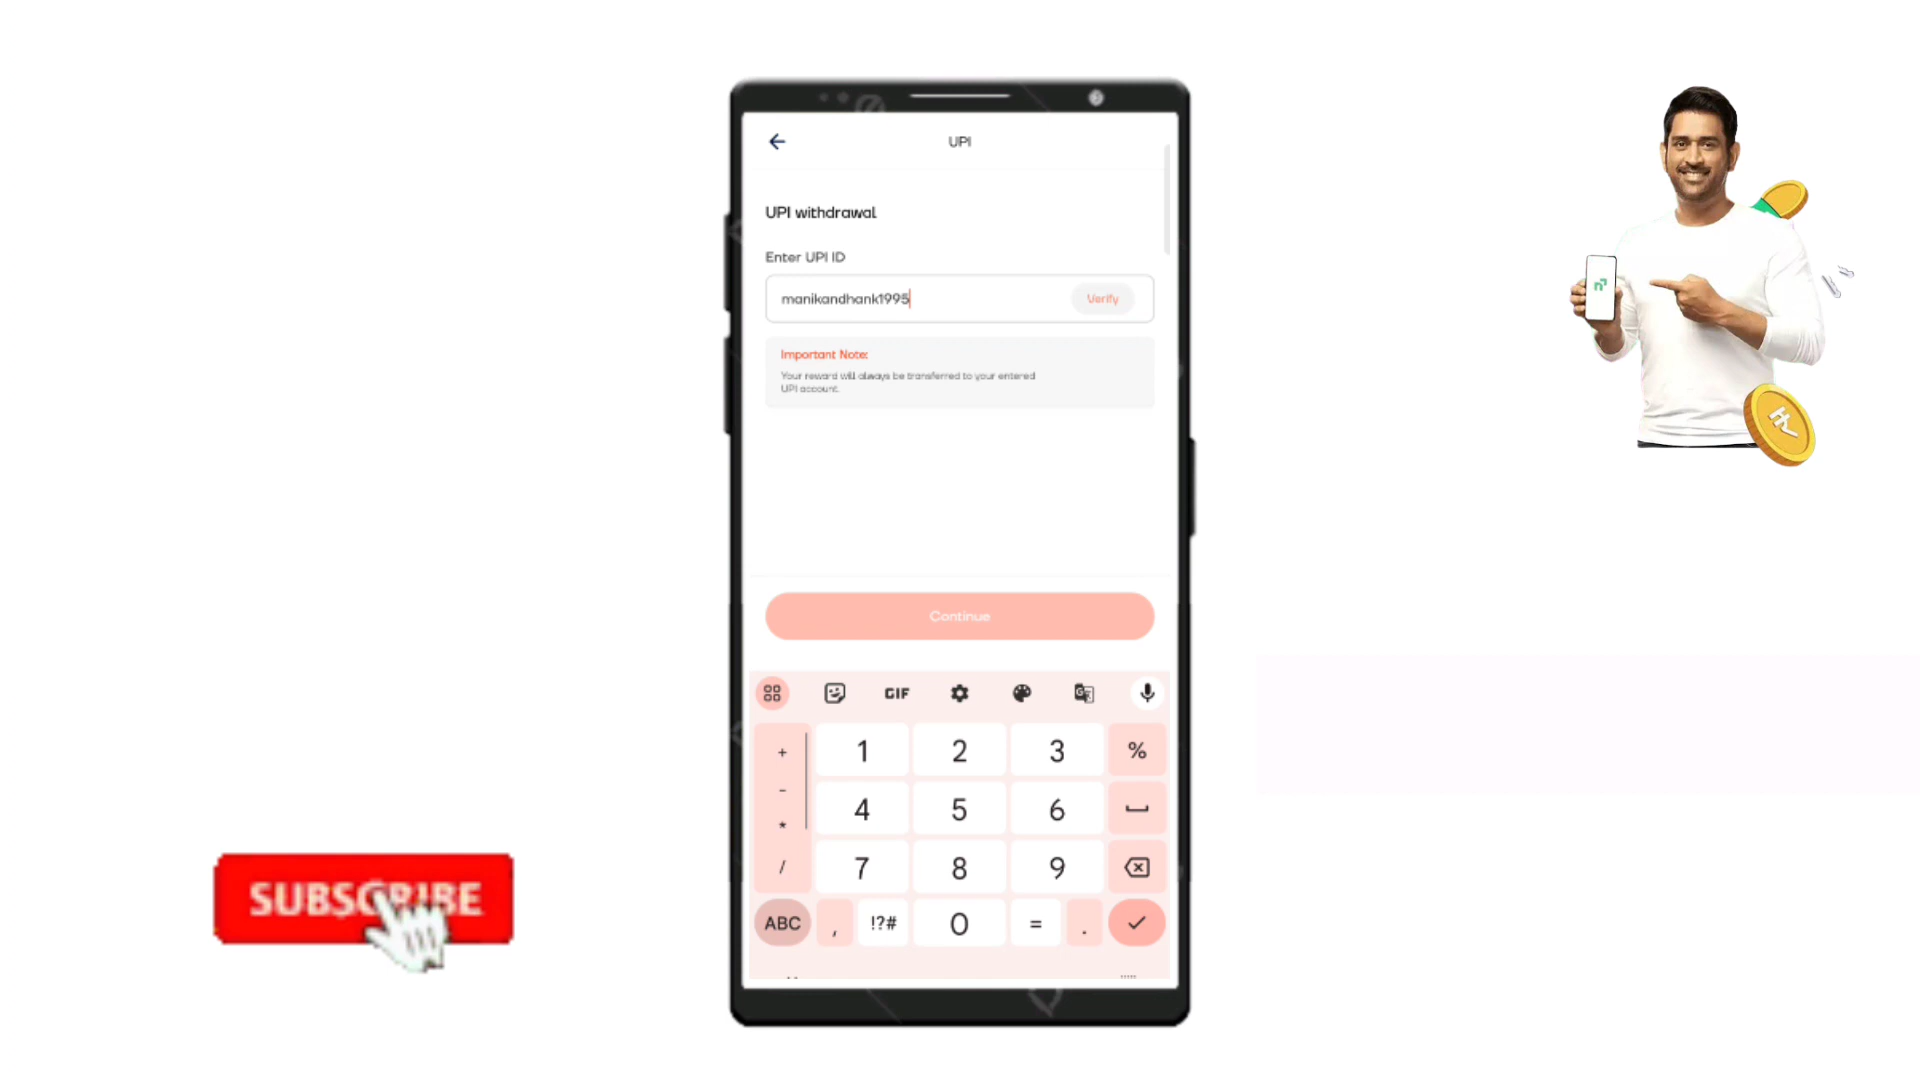 UPI
UPI withdrawal
Enter UPI ID
manikandhank1995
Verify
Important Note:
Your reward will always be transferred to your entered
UPI account.
Continue
GIF
+ 1 2 3 %
-
* 4 5 6
/ 7 8 9
ABC , !?# 0 = .
SUBSCRIBE
n
₹